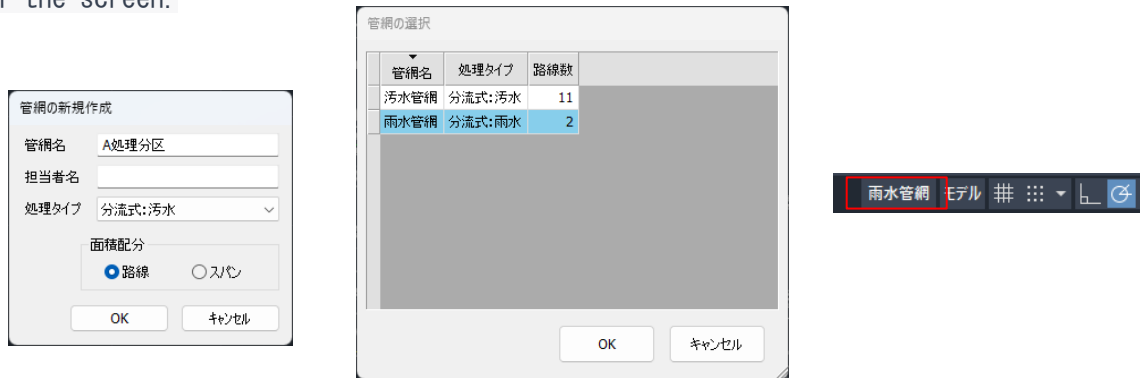 the screen.
管網の新規作成
管網名 A処理分区
担当者名
処理タイプ 分流式:汚水
面積配分
路線 スパン
OK キャンセル
管網の選択
管網名 処理タイプ 路線数
汚水管網 分流式:汚水 11
雨水管網 分流式:雨水 2
OK キャンセル
雨水管網 モデル